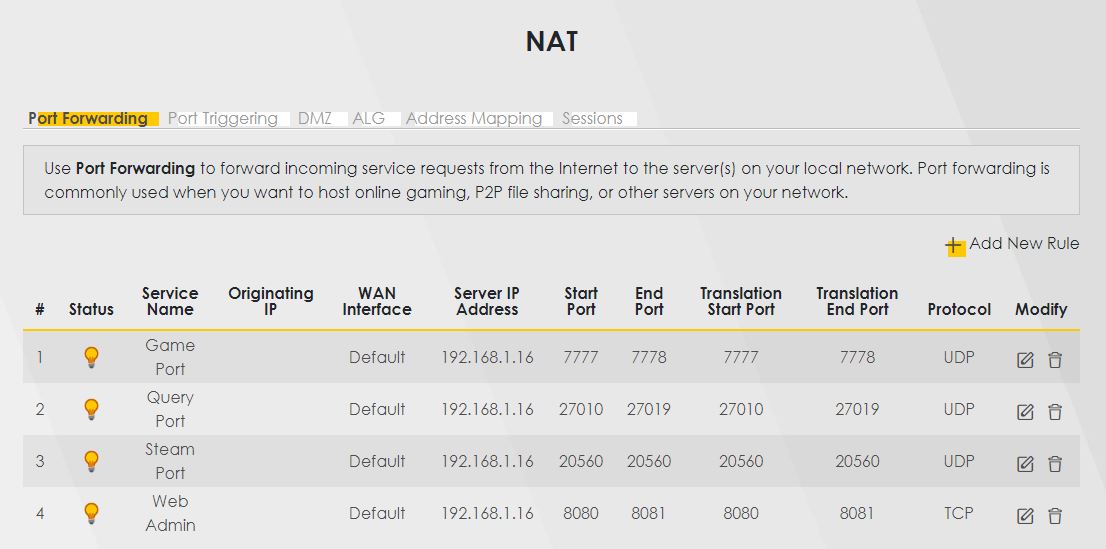 NAT
Port Forwarding Port Triggering DMZ ALG Address Mapping Sessions
Use Port Forwarding to forward incoming service requests from the Internet to the server(s) on your local network. Port forwarding is
commonly used when you want to host online gaming, P2P file sharing, or other servers on your network.
+ Add New Rule
# Status Service Name Originating IP WAN Interface Server IP Address Start Port End Port Translation Start Port Translation End Port Protocol Modify
1 Game Port Default 192.168.1.16 7777 7778 7777 7778 UDP
2 Query Port Default 192.168.1.16 27010 27019 27010 27019 UDP
3 Steam Port Default 192.168.1.16 20560 20560 20560 20560 UDP
4 Web Admin Default 192.168.1.16 8080 8081 8080 8081 TCP